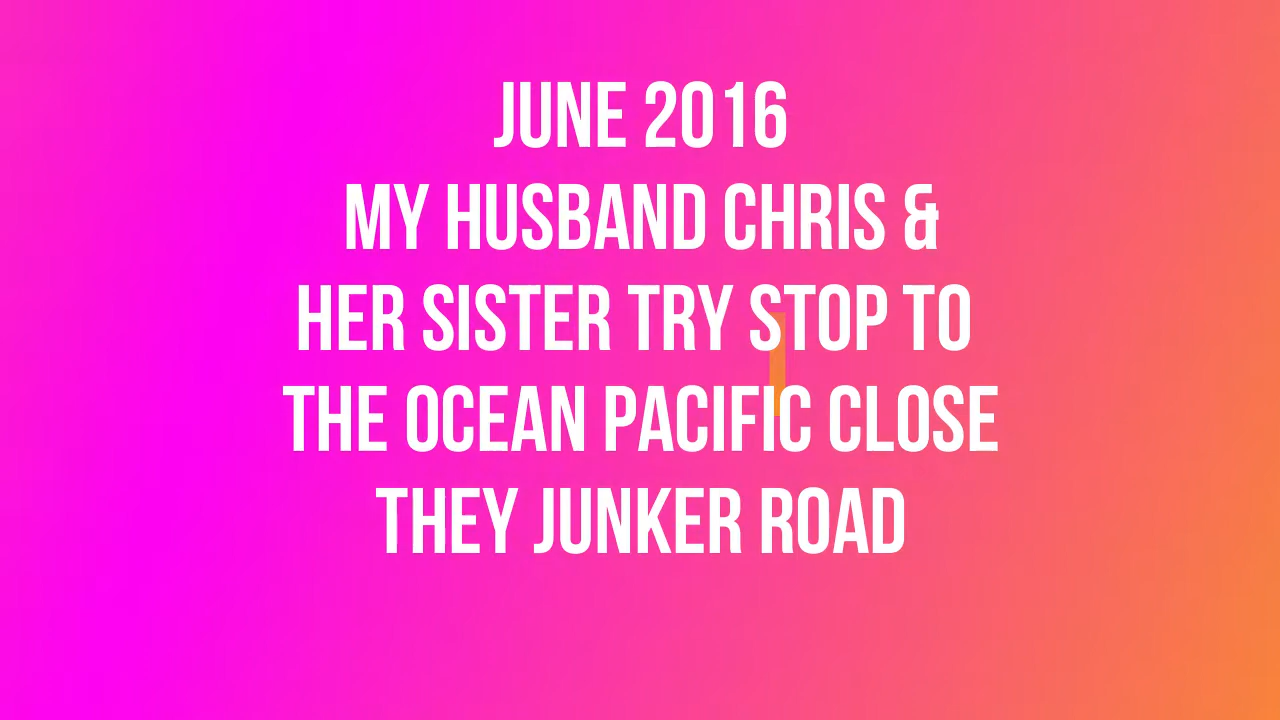 JUNE 2016
MY HUSBAND CHRIS &
HER SISTER TRY STOP TO
THE OCEAN PACIFIC CLOSE
THEY JUNKER ROAD